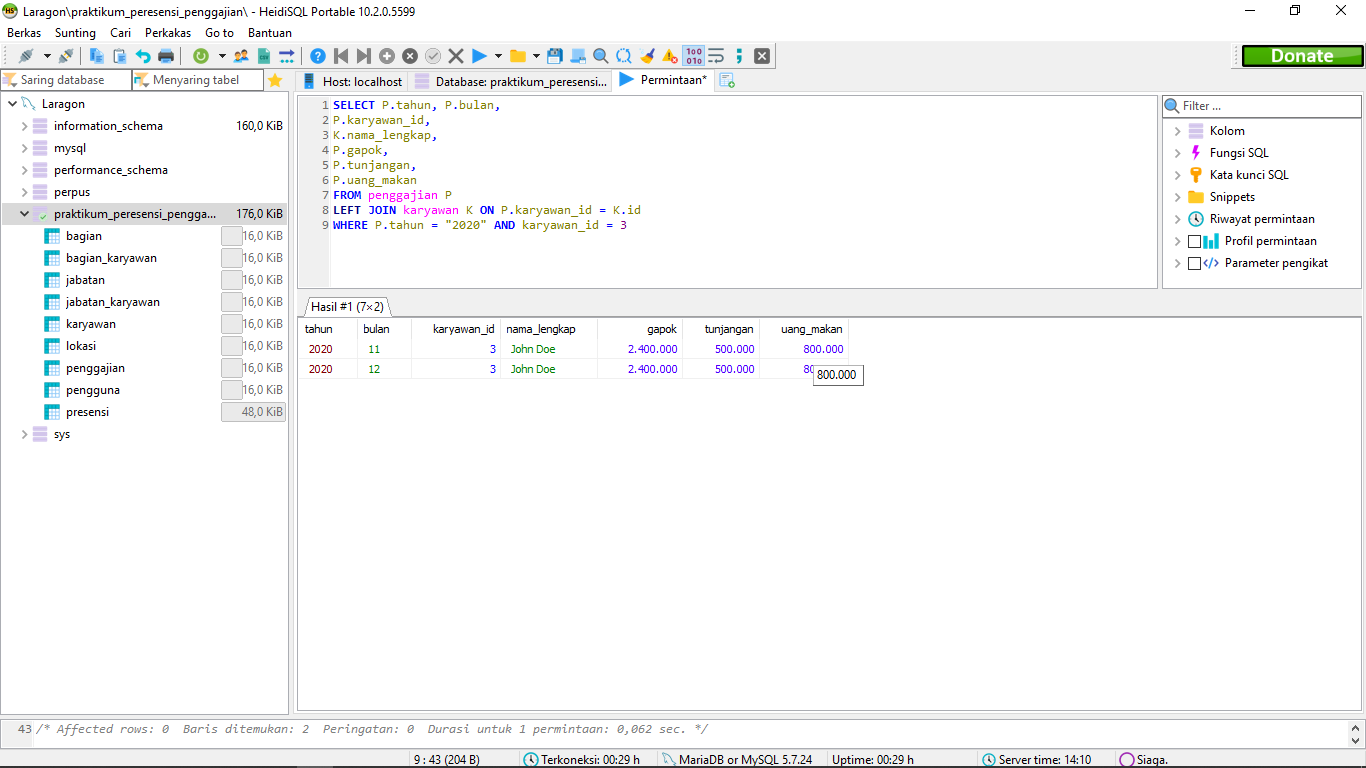 Laragon\praktikum_peresensi_penggajian\ - HeidiSQL Portable 10.2.0.5599
Berkas Sunting Cari Perkakas Go to Bantuan
Donate
Saring database Menyaring tabel
Host: localhost Database: praktikum_peresensi... Permintaan*
Laragon
information_schema 160,0 KiB
mysql
performance_schema
perpus
praktikum_peresensi_pengga... 176,0 KiB
bagian 16,0 KiB
bagian_karyawan 16,0 KiB
jabatan 16,0 KiB
jabatan_karyawan 16,0 KiB
karyawan 16,0 KiB
lokasi 16,0 KiB
penggajian 16,0 KiB
pengguna 16,0 KiB
presensi 48,0 KiB
sys
1 SELECT P.tahun, P.bulan,
2 P.karyawan_id,
3 K.nama_lengkap,
4 P.gapok,
5 P.tunjangan,
6 P.uang_makan
7 FROM penggajian P
8 LEFT JOIN karyawan K ON P.karyawan_id = K.id
9 WHERE P.tahun = "2020" AND karyawan_id = 3
Filter ...
Kolom
Fungsi SQL
Kata kunci SQL
Snippets
Riwayat permintaan
Profil permintaan
Parameter pengikat
Hasil #1 (7×2)
tahun bulan karyawan_id nama_lengkap gapok tunjangan uang_makan
2020 11 3 John Doe 2.400.000 500.000 800.000
2020 12 3 John Doe 2.400.000 500.000 80
800.000
43 /* Affected rows: 0 Baris ditemukan: 2 Peringatan: 0 Durasi untuk 1 permintaan: 0,062 sec. */
9 : 43 (204 B) Terkoneksi: 00:29 h MariaDB or MySQL 5.7.24 Uptime: 00:29 h Server time: 14:10 Siaga.